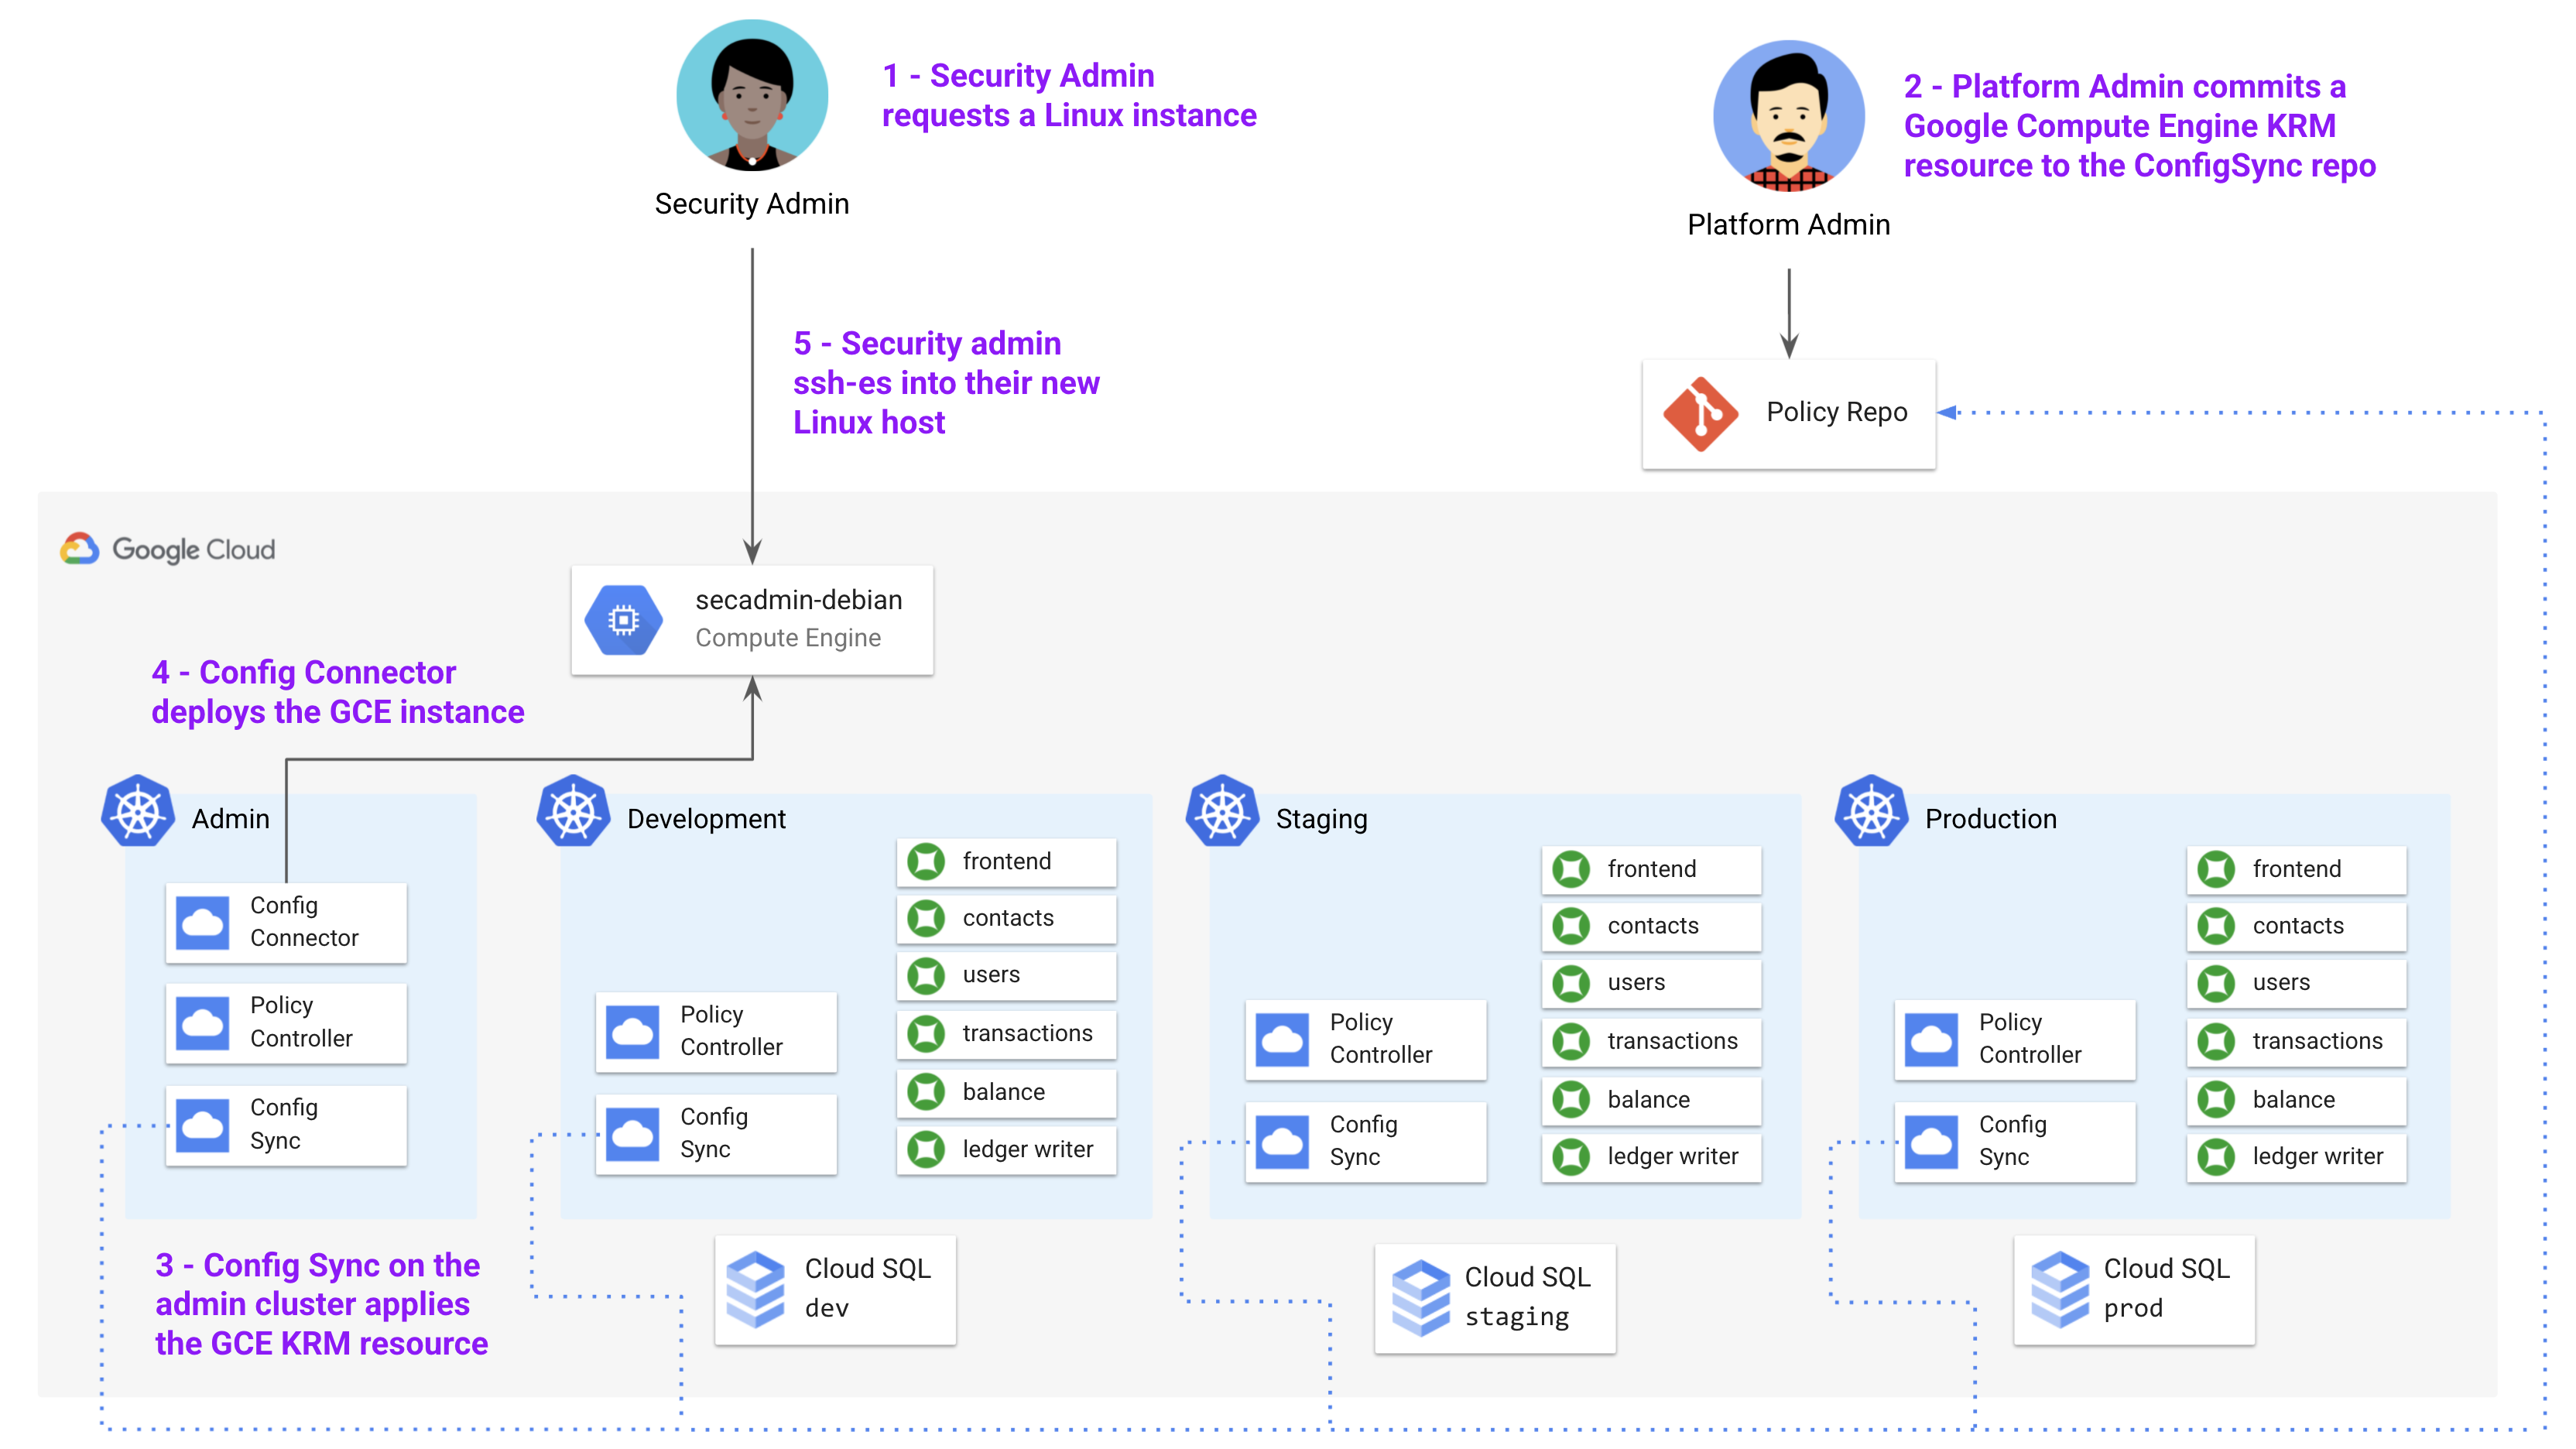 1 - Security Admin
requests a Linux instance
Security Admin
2 - Platform Admin commits a
Google Compute Engine KRM
resource to the ConfigSync repo
Platform Admin
5 - Security admin
ssh-es into their new
Linux host
Policy Repo
Google Cloud
secadmin-debian
Compute Engine
4 - Config Connector
deploys the GCE instance
Admin
Config
Connector
Policy
Controller
Config
Sync
3 - Config Sync on the
admin cluster applies
the GCE KRM resource
Development
Policy
Controller
Config
Sync
frontend
contacts
users
transactions
balance
ledger writer
Cloud SQL
dev
Staging
Policy
Controller
Config
Sync
frontend
contacts
users
transactions
balance
ledger writer
Cloud SQL
staging
Production
Policy
Controller
Config
Sync
frontend
contacts
users
transactions
balance
ledger writer
Cloud SQL
prod